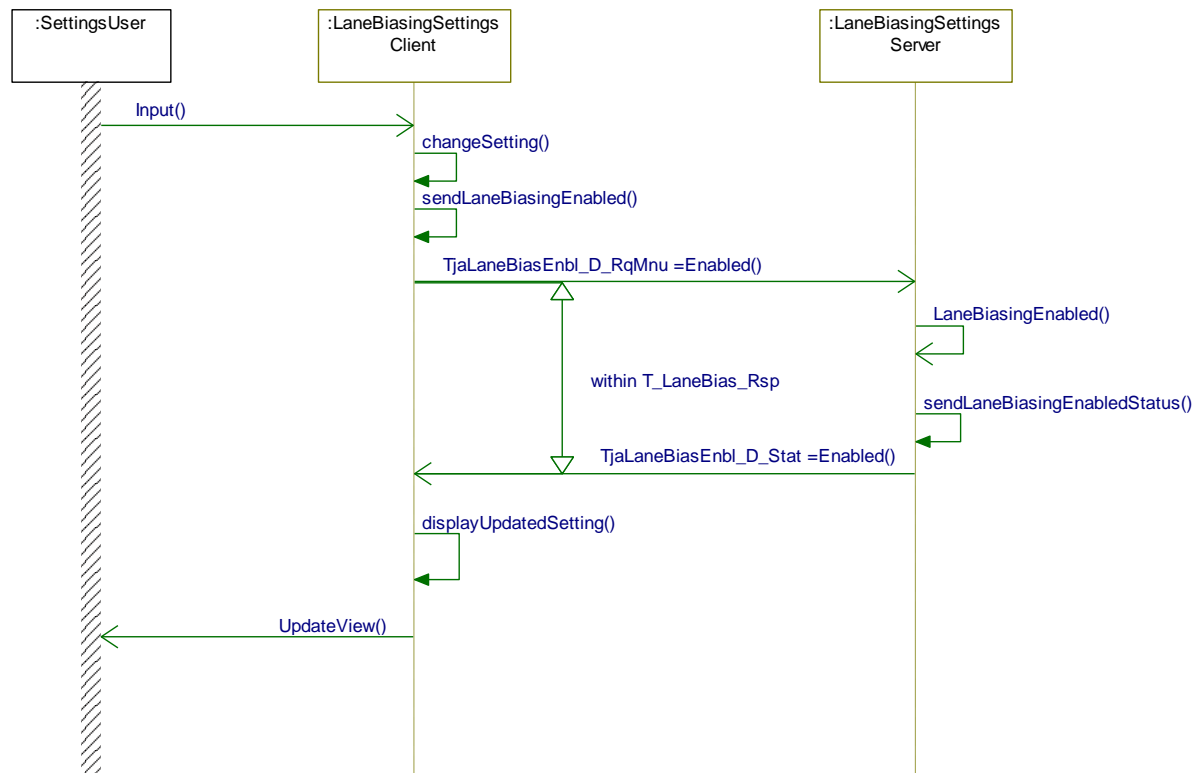 :SettingsUser
:LaneBiasingSettings
Client
:LaneBiasingSettings
Server
Input()
changeSetting()
sendLaneBiasingEnabled()
TjaLaneBiasEnbl_D_RqMnu =Enabled()
LaneBiasingEnabled()
within T_LaneBias_Rsp
sendLaneBiasingEnabledStatus()
TjaLaneBiasEnbl_D_Stat =Enabled()
displayUpdatedSetting()
UpdateView()